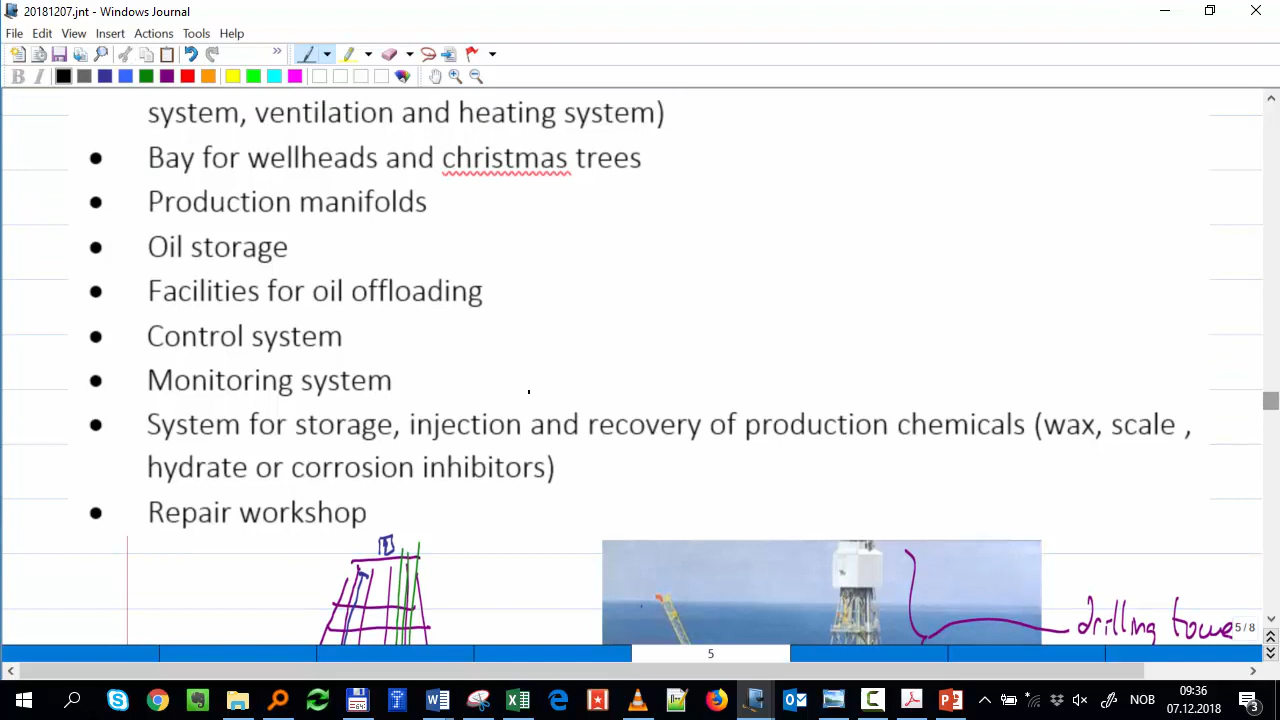 20181207.jnt - Windows Journal
File Edit View Insert Actions Tools Help
B I
system, ventilation and heating system)
• Bay for wellheads and christmas trees
• Production manifolds
• Oil storage
• Facilities for oil offloading
• Control system
• Monitoring system
• System for storage, injection and recovery of production chemicals (wax, scale ,
hydrate or corrosion inhibitors)
• Repair workshop
drilling towe
5/8
5
NOB
09:36
07.12.2018